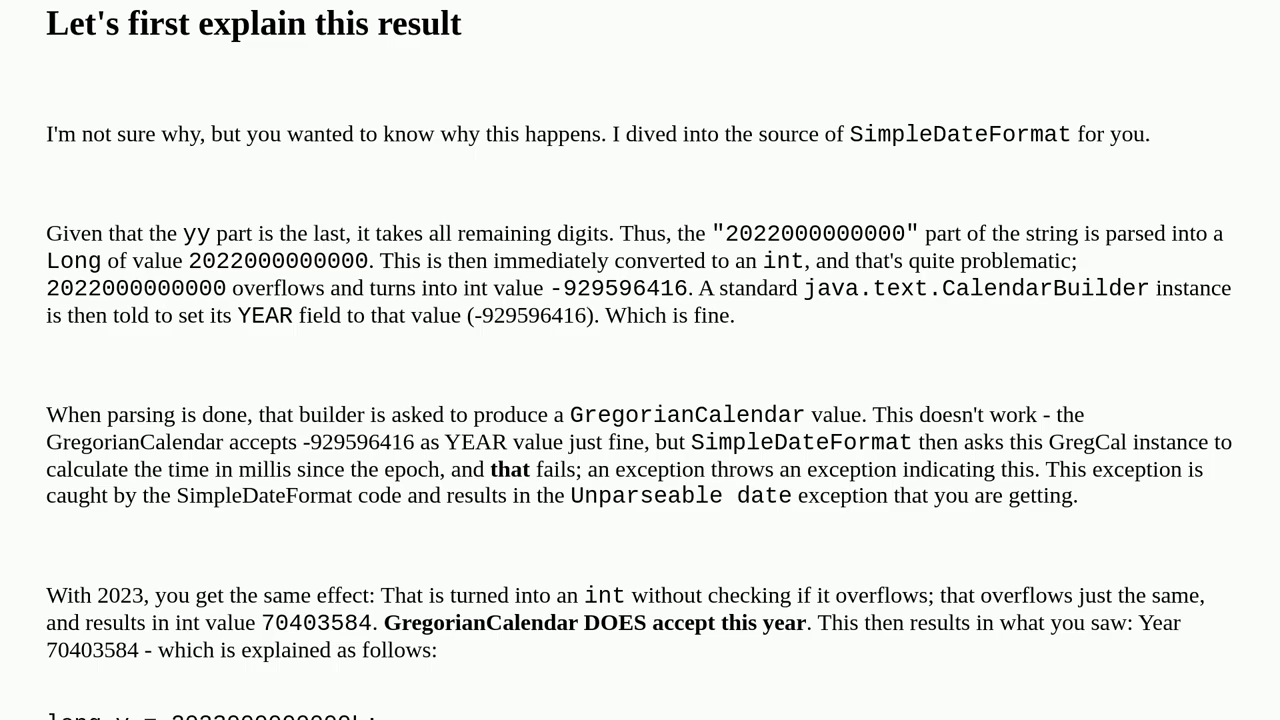 Let's first explain this result
I'm not sure why, but you wanted to know why this happens. I dived into the source of SimpleDateFormat for you.
Given that the yy part is the last, it takes all remaining digits. Thus, the "2022000000000" part of the string is parsed into a
Long of value 2022000000000. This is then immediately converted to an int, and that's quite problematic;
2022000000000 overflows and turns into int value -929596416. A standard java.text.CalendarBuilder instance
is then told to set its YEAR field to that value (-929596416). Which is fine.
When parsing is done, that builder is asked to produce a GregorianCalendar value. This doesn't work - the
GregorianCalendar accepts -929596416 as YEAR value just fine, but SimpleDateFormat then asks this GregCal instance to
calculate the time in millis since the epoch, and that fails; an exception throws an exception indicating this. This exception is
caught by the SimpleDateFormat code and results in the Unparseable date exception that you are getting.
With 2023, you get the same effect: That is turned into an int without checking if it overflows; that overflows just the same,
and results in int value 70403584. GregorianCalendar DOES accept this year. This then results in what you saw: Year
70403584 - which is explained as follows: